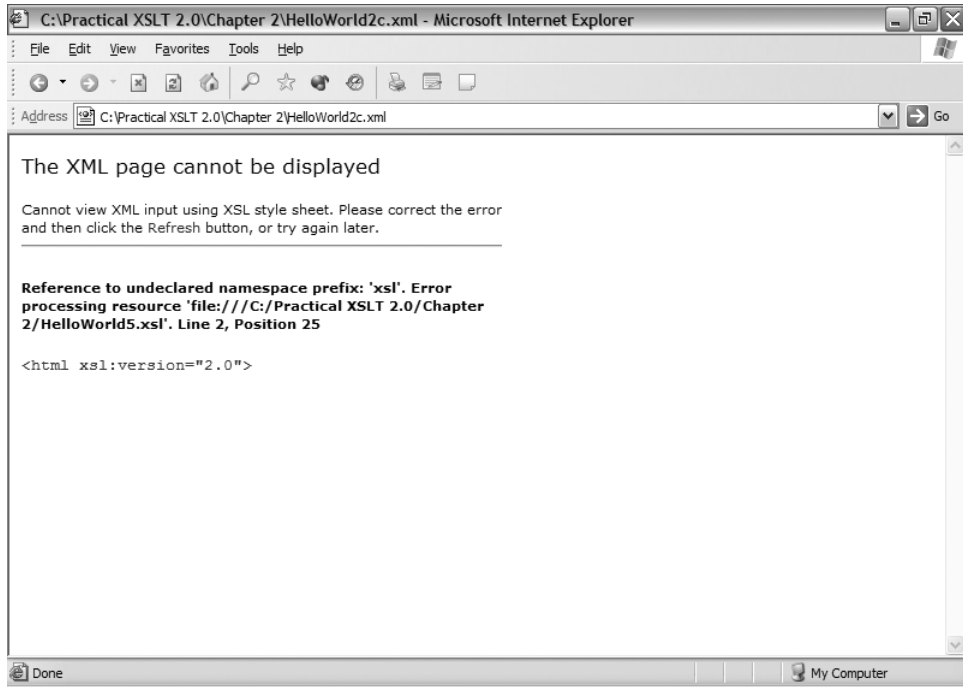 C:\Practical XSLT 2.0\Chapter 2\HelloWorld2c.xml - Microsoft Internet Explorer
File Edit View Favorites Tools Help
Address C:\Practical XSLT 2.0\Chapter 2\HelloWorld2c.xml Go
The XML page cannot be displayed
Cannot view XML input using XSL style sheet. Please correct the error
and then click the Refresh button, or try again later.
Reference to undeclared namespace prefix: 'xsl'. Error
processing resource 'file:///C:/Practical XSLT 2.0/Chapter
2/HelloWorld5.xsl'. Line 2, Position 25
<html xsl:version="2.0">
Done My Computer